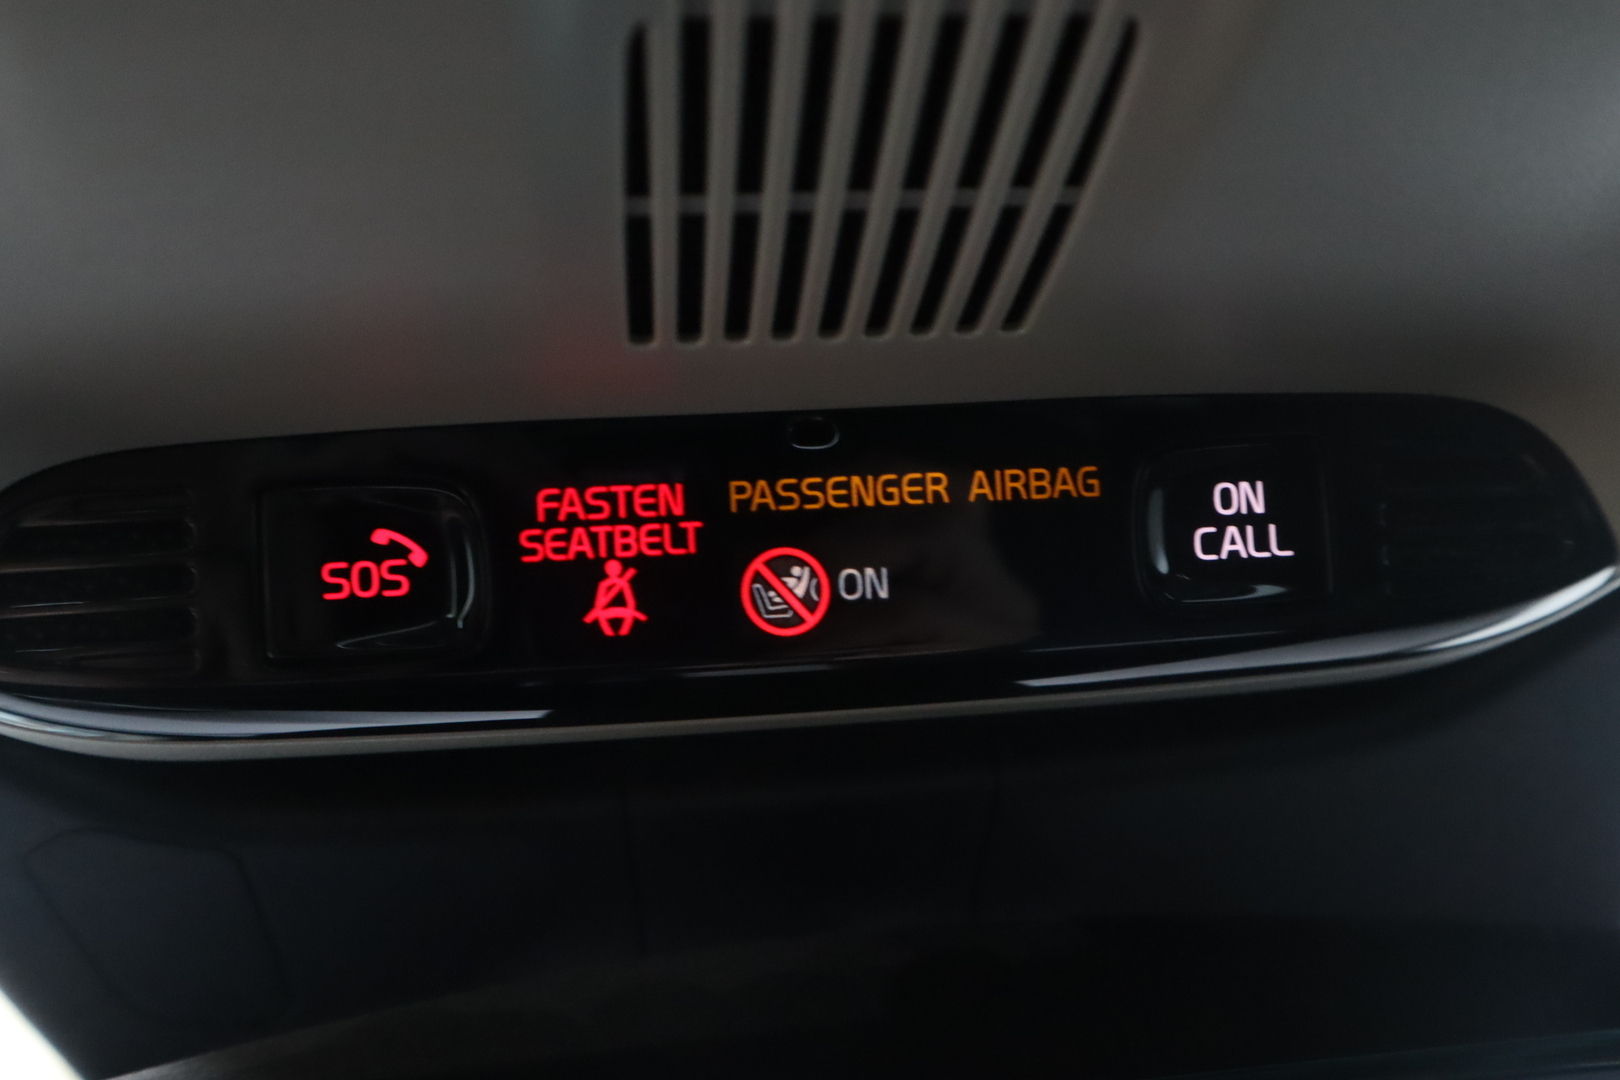 SOS
FASTEN
SEATBELT
PASSENGER AIRBAG
ON
ON
CALL